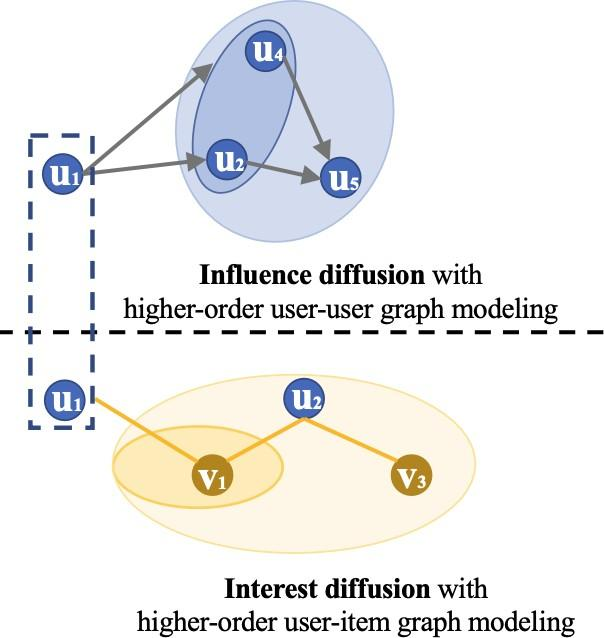 u4
u1
u2
u5
Influence diffusion with
higher-order user-user graph modeling
u1
u2
v1
v3
Interest diffusion with
higher-order user-item graph modeling